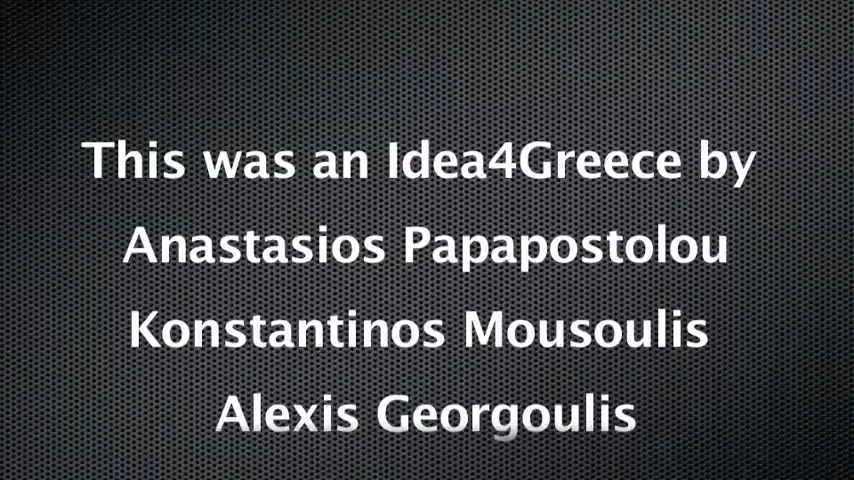 This was an Idea4Greece by
Anastasios Papapostolou
Konstantinos Mousoulis
Alexis Georgoulis